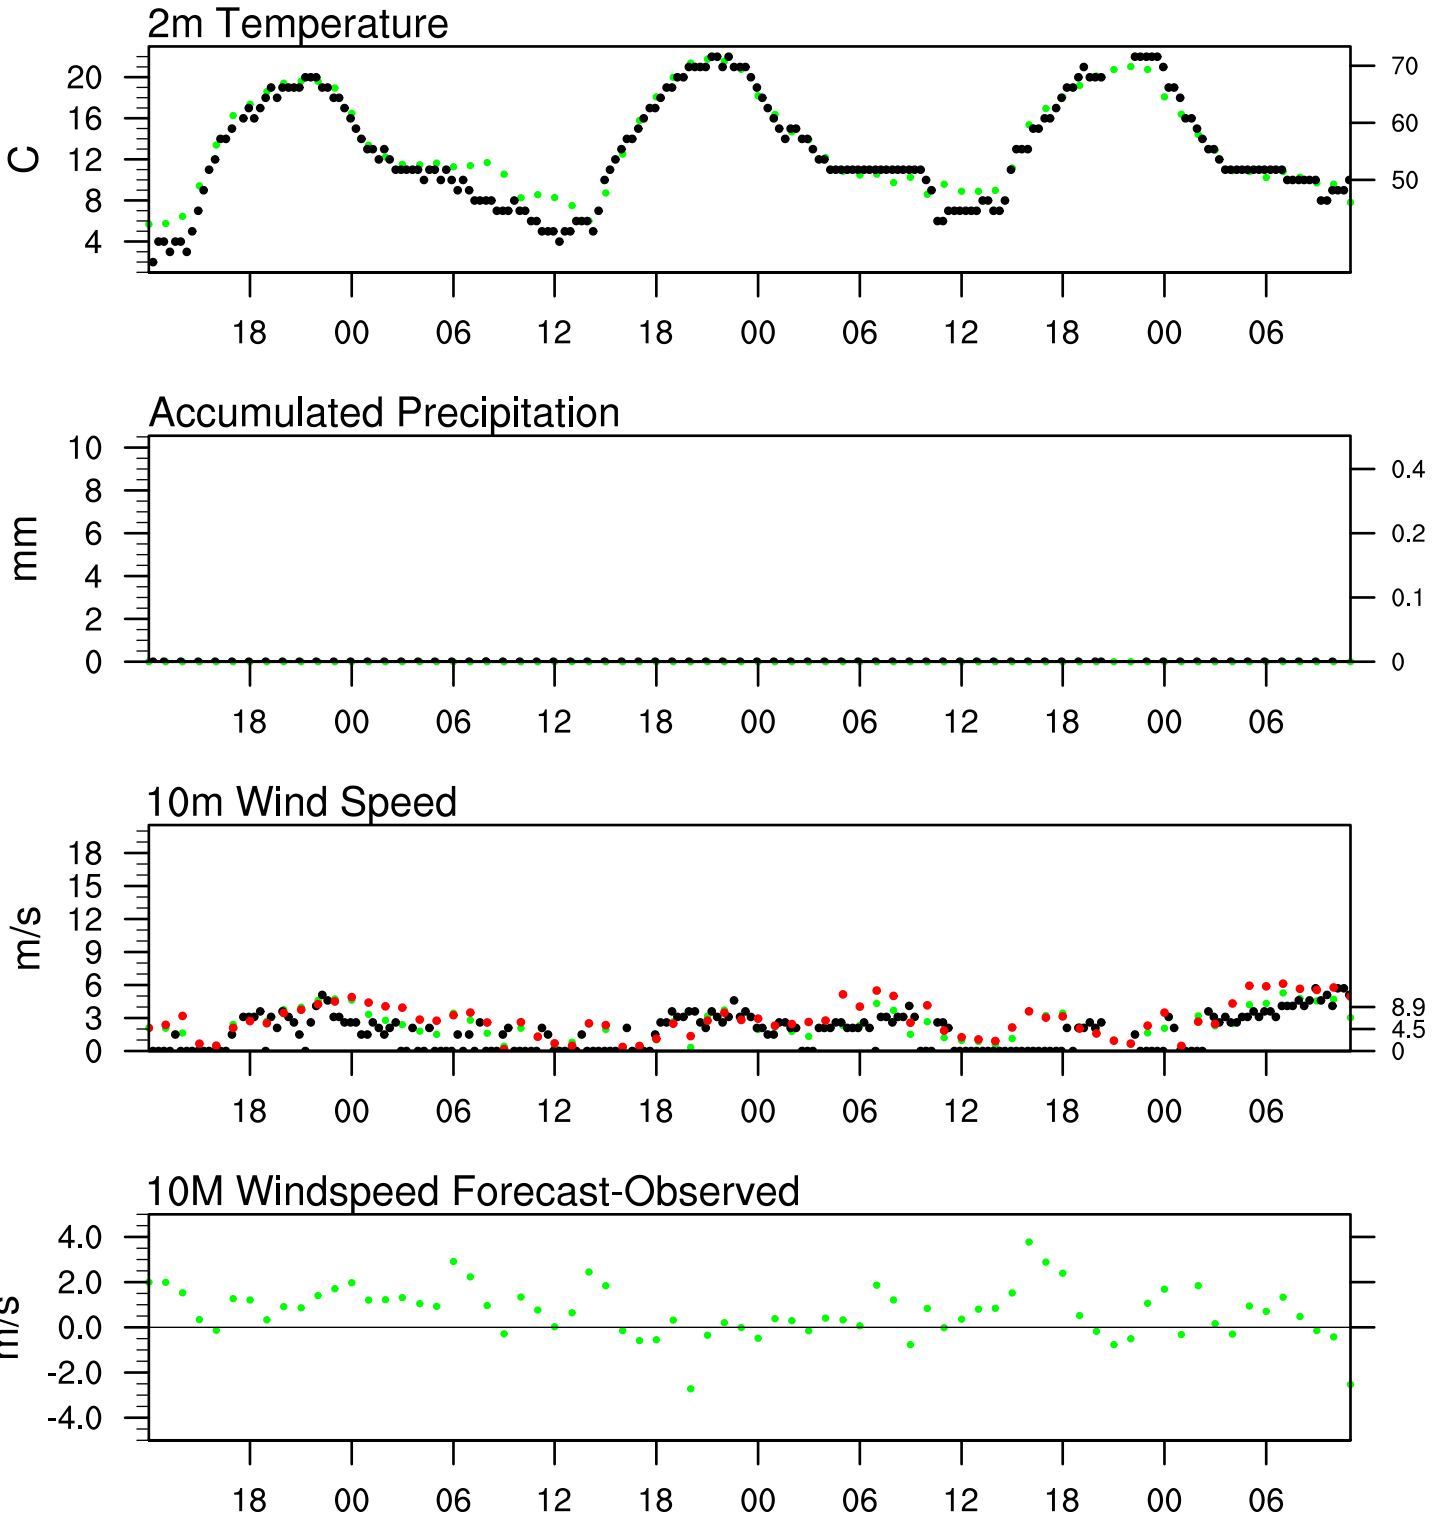 2m Temperature
20
16
12
8
4
C
70
60
50
18 00 06 12 18 00 06 12 18 00 06
Accumulated Precipitation
10
8
6
4
2
0
mm
0.4
0.2
0.1
0
18 00 06 12 18 00 06 12 18 00 06
10m Wind Speed
18
15
12
9
6
3
0
m/s
8.9
4.5
0
18 00 06 12 18 00 06 12 18 00 06
10M Windspeed Forecast-Observed
4.0
2.0
0.0
-2.0
-4.0
m/s
18 00 06 12 18 00 06 12 18 00 06